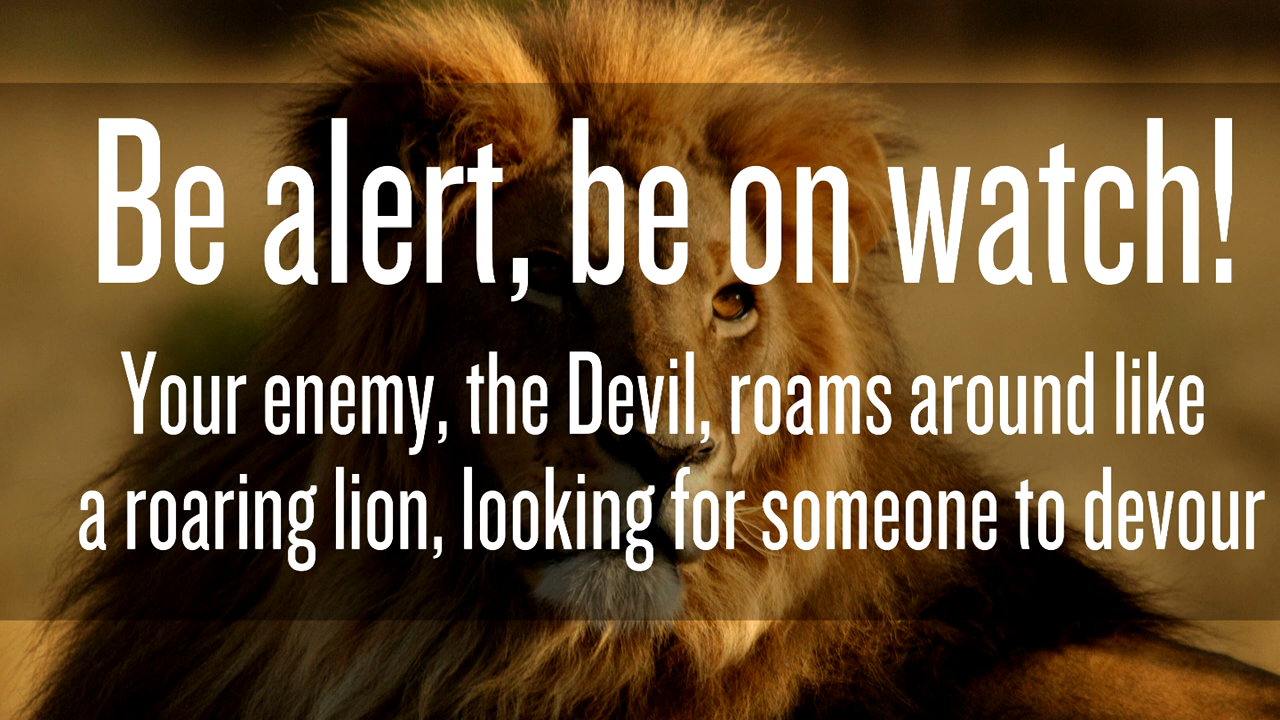 Be alert, be on watch!
Your enemy, the Devil, roams around like
a roaring lion, looking for someone to devour